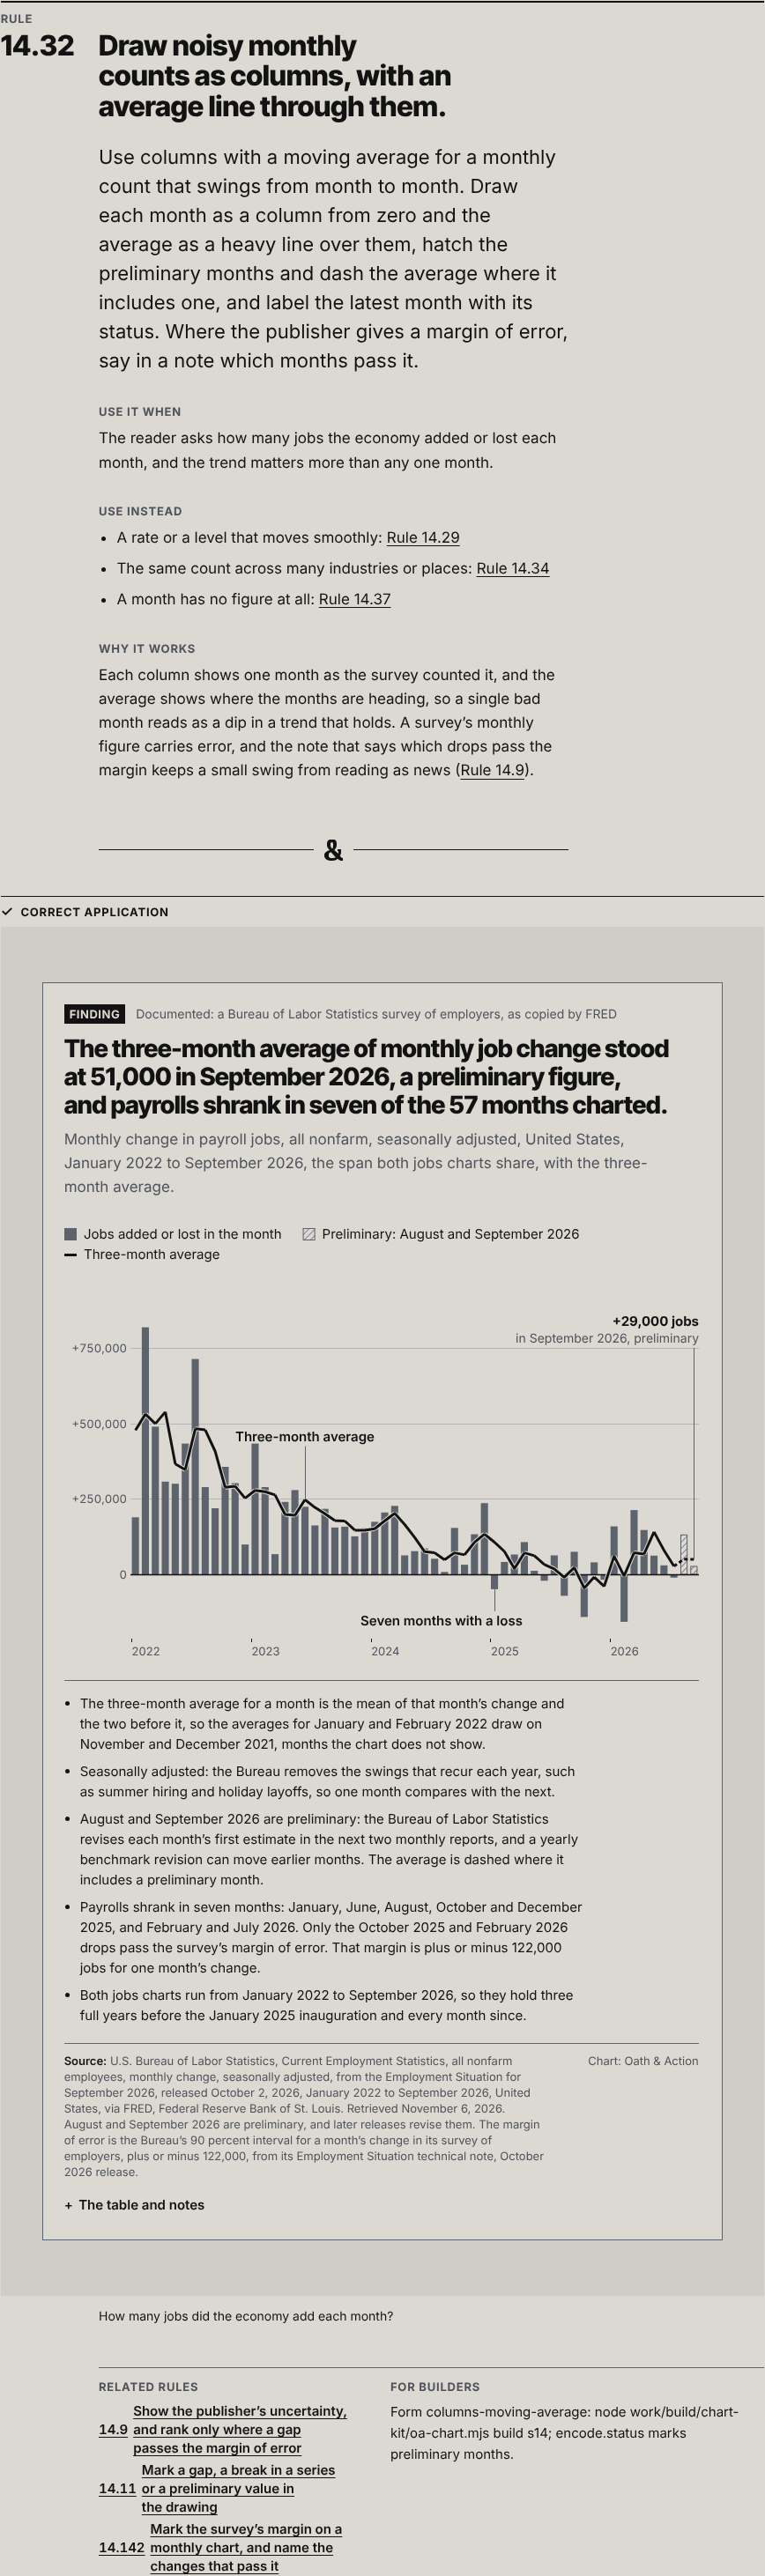 RULE
14.32
Draw noisy monthly
counts as columns, with an
average line through them.
Use columns with a moving average for a monthly
count that swings from month to month. Draw
each month as a column from zero and the
average as a heavy line over them, hatch the
preliminary months and dash the average where it
includes one, and label the latest month with its
status. Where the publisher gives a margin of error,
say in a note which months pass it.
USE IT WHEN
The reader asks how many jobs the economy added or lost each
month, and the trend matters more than any one month.
USE INSTEAD
• A rate or a level that moves smoothly: Rule 14.29
• The same count across many industries or places: Rule 14.34
• A month has no figure at all: Rule 14.37
WHY IT WORKS
Each column shows one month as the survey counted it, and the
average shows where the months are heading, so a single bad
month reads as a dip in a trend that holds. A survey’s monthly
figure carries error, and the note that says which drops pass the
margin keeps a small swing from reading as news (Rule 14.9).
&
✓ CORRECT APPLICATION
FINDING Documented: a Bureau of Labor Statistics survey of employers, as copied by FRED
The three-month average of monthly job change stood
at 51,000 in September 2026, a preliminary figure,
and payrolls shrank in seven of the 57 months charted.
Monthly change in payroll jobs, all nonfarm, seasonally adjusted, United States,
January 2022 to September 2026, the span both jobs charts share, with the three-
month average.
Jobs added or lost in the month
Preliminary: August and September 2026
Three-month average
+29,000 jobs
in September 2026, preliminary
+750,000
+500,000
Three-month average
+250,000
0
Seven months with a loss
2022 2023 2024 2025 2026
• The three-month average for a month is the mean of that month’s change and
the two before it, so the averages for January and February 2022 draw on
November and December 2021, months the chart does not show.
• Seasonally adjusted: the Bureau removes the swings that recur each year, such
as summer hiring and holiday layoffs, so one month compares with the next.
• August and September 2026 are preliminary: the Bureau of Labor Statistics
revises each month’s first estimate in the next two monthly reports, and a yearly
benchmark revision can move earlier months. The average is dashed where it
includes a preliminary month.
• Payrolls shrank in seven months: January, June, August, October and December
2025, and February and July 2026. Only the October 2025 and February 2026
drops pass the survey’s margin of error. That margin is plus or minus 122,000
jobs for one month’s change.
• Both jobs charts run from January 2022 to September 2026, so they hold three
full years before the January 2025 inauguration and every month since.
Source: U.S. Bureau of Labor Statistics, Current Employment Statistics, all nonfarm
employees, monthly change, seasonally adjusted, from the Employment Situation for
September 2026, released October 2, 2026, January 2022 to September 2026, United
States, via FRED, Federal Reserve Bank of St. Louis. Retrieved November 6, 2026.
August and September 2026 are preliminary, and later releases revise them. The margin
of error is the Bureau’s 90 percent interval for a month’s change in its survey of
employers, plus or minus 122,000, from its Employment Situation technical note, October
2026 release.
Chart: Oath & Action
+ The table and notes
How many jobs did the economy add each month?
RELATED RULES
14.9 Show the publisher’s uncertainty,
and rank only where a gap
passes the margin of error
14.11 Mark a gap, a break in a series
or a preliminary value in
the drawing
14.142 Mark the survey’s margin on a
monthly chart, and name the
changes that pass it
FOR BUILDERS
Form columns-moving-average: node work/build/chart-
kit/oa-chart.mjs build s14; encode.status marks
preliminary months.